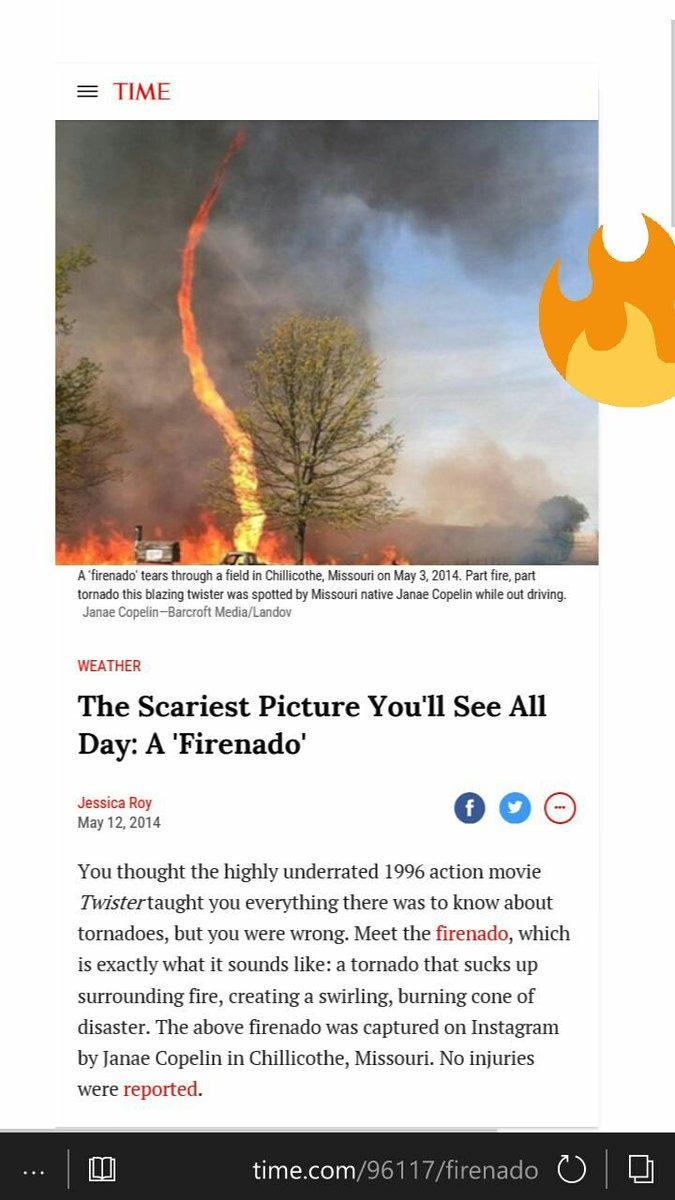 TIME
A 'firenado' tears through a field in Chillicothe, Missouri on May 3, 2014. Part fire, part
tornado this blazing twister was spotted by Missouri native Janae Copelin while out driving.
Janae Copelin—Barcroft Media/Landov
WEATHER
The Scariest Picture You'll See All
Day: A 'Firenado'
Jessica Roy
May 12, 2014
You thought the highly underrated 1996 action movie
Twister taught you everything there was to know about
tornadoes, but you were wrong. Meet the firenado, which
is exactly what it sounds like: a tornado that sucks up
surrounding fire, creating a swirling, burning cone of
disaster. The above firenado was captured on Instagram
by Janae Copelin in Chillicothe, Missouri. No injuries
were reported.
time.com/96117/firenado